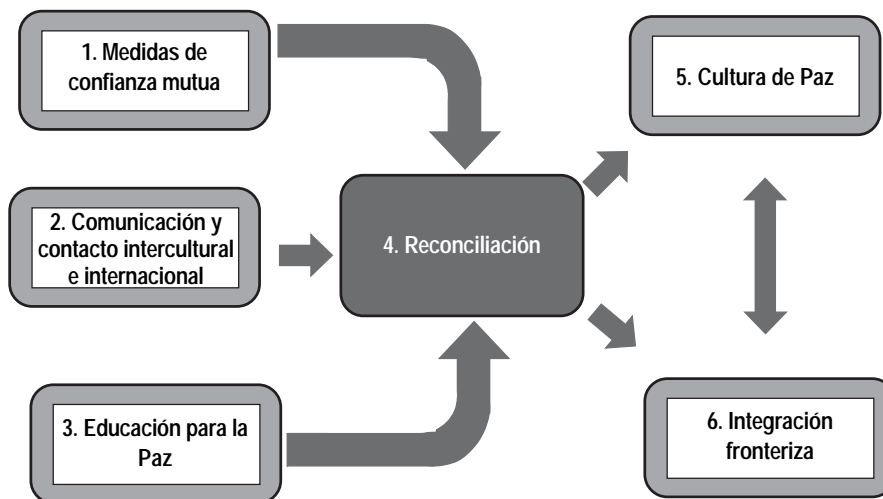 1. Medidas de
confianza mutua
2. Comunicación y
contacto intercultural
e internacional
3. Educación para la
Paz
4. Reconciliación
5. Cultura de Paz
6. Integración
fronteriza